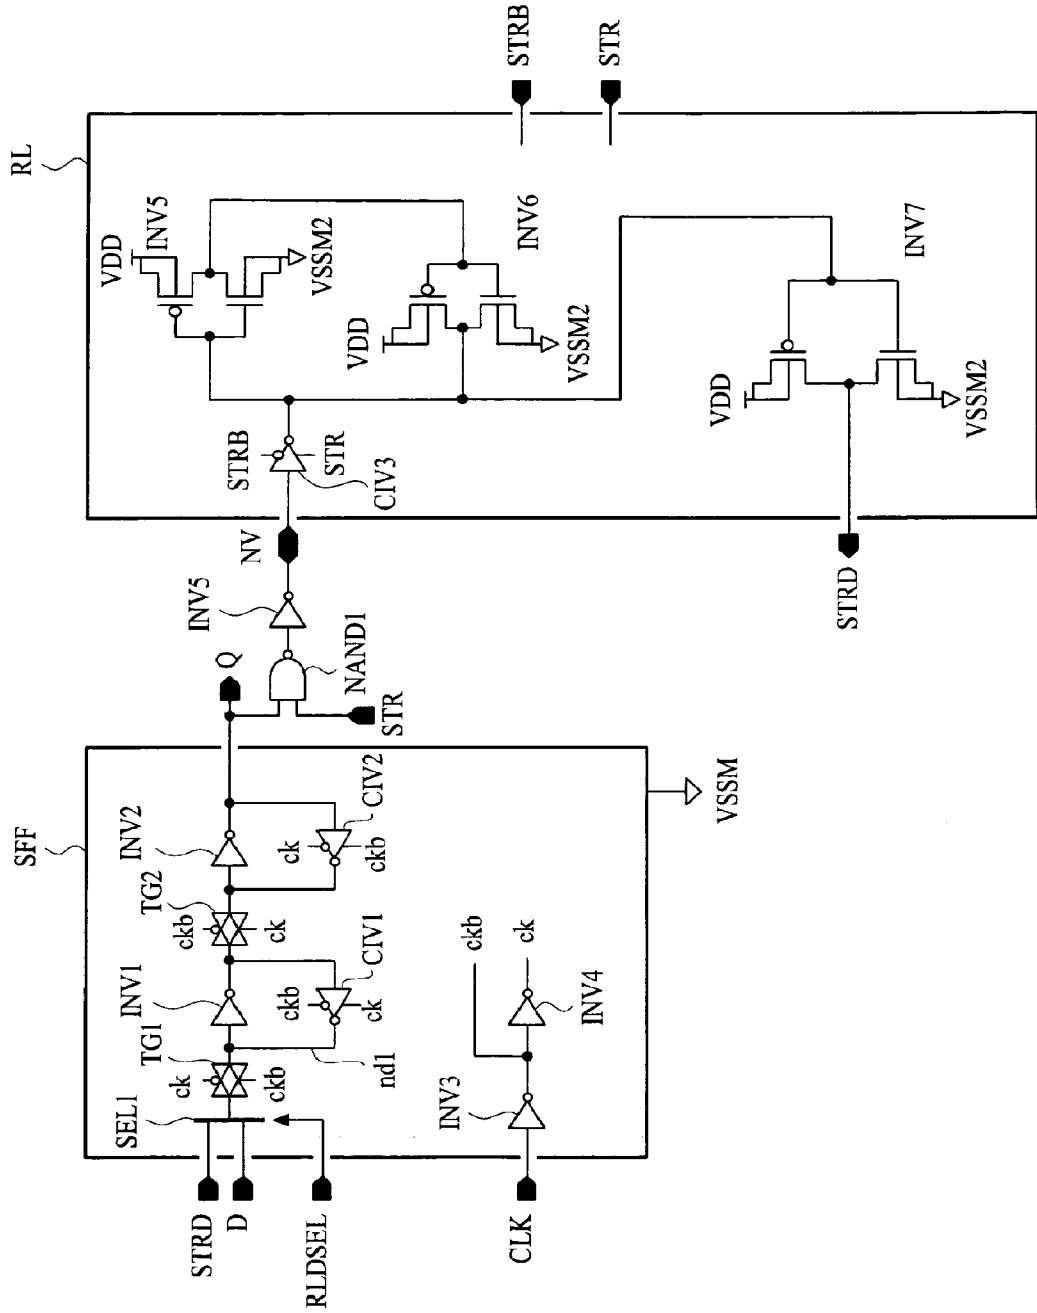 SFF
STRD
D
RLDSEL
CLK
SEL1
TG1
ck
ckb
nd1
INV1
ckb
ck
CIV1
TG2
ckb
ck
INV2
ck
ckb
CIV2
INV3
INV4
ckb
ck
VSSM
Q
STR
NAND1
INV5
NV
RL
STRB
STR
CIV3
VDD
INV5
VSSM2
VDD
INV6
VSSM2
VDD
INV7
VSSM2
STRD
STRB
STR